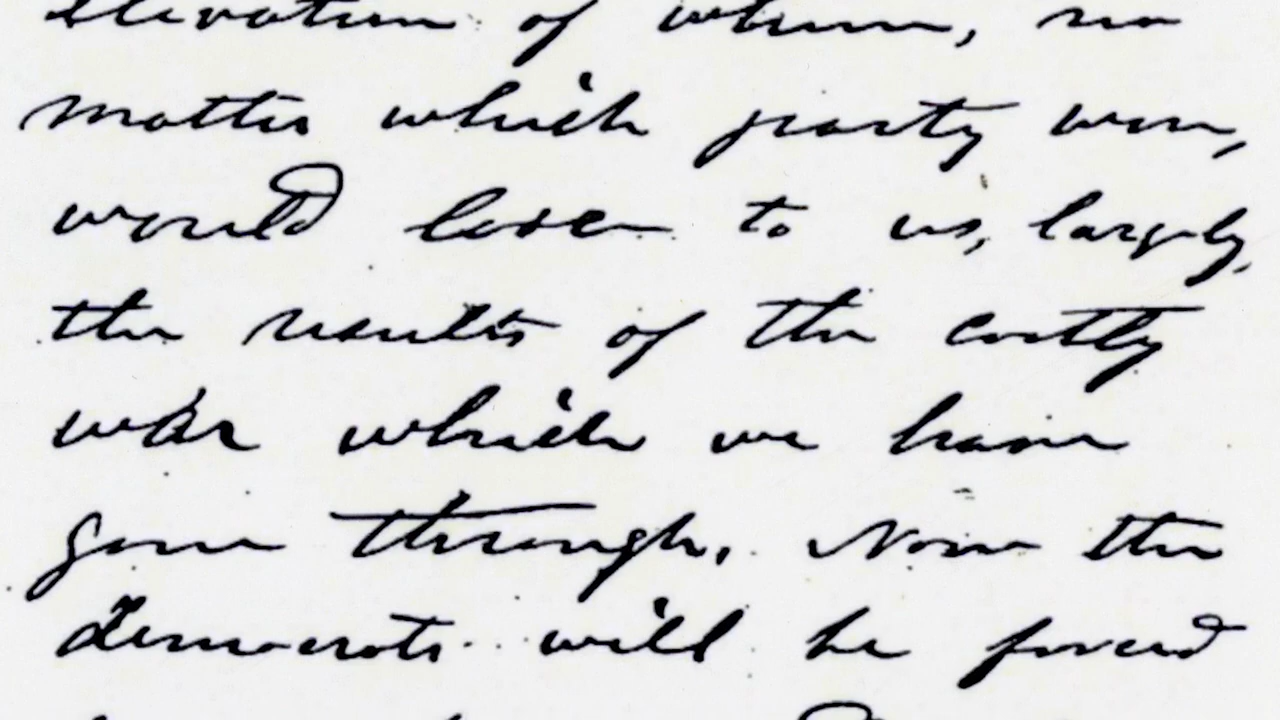 elevation of whom, no
matter which party won,
would lose to us, largely,
the results of the costly
war which we have
gone through. Now the
Democrats will be forced